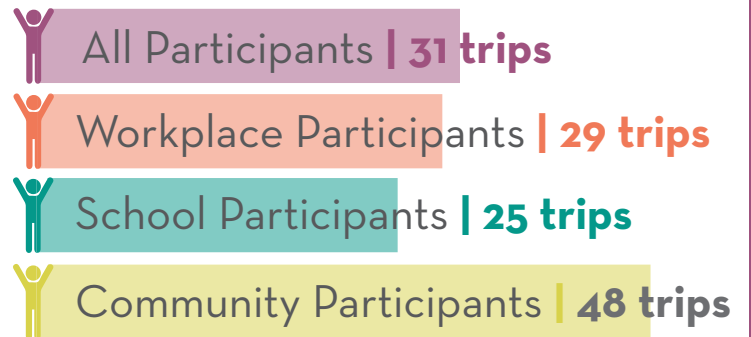 All Participants | 31 trips
Workplace Participants | 29 trips
School Participants | 25 trips
Community Participants | 48 trips